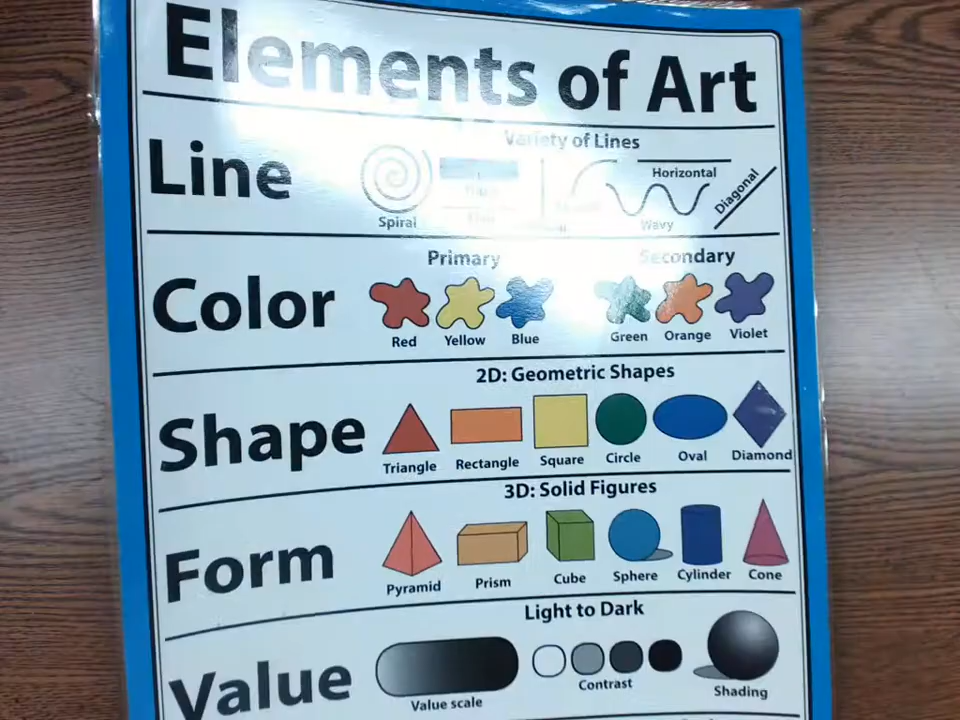 Elements of Art
Line
Variety of Lines
Spiral
Thick
Thin
Horizontal
Wavy
Diagonal
Color
Primary
Red
Yellow
Blue
Secondary
Green
Orange
Violet
Shape
2D: Geometric Shapes
Triangle
Rectangle
Square
Circle
Oval
Diamond
Form
3D: Solid Figures
Pyramid
Prism
Cube
Sphere
Cylinder
Cone
Value
Light to Dark
Value scale
Contrast
Shading